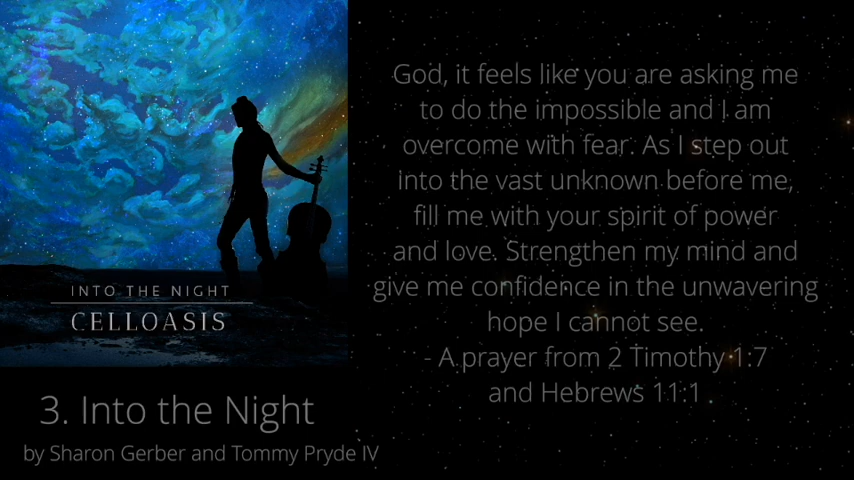 INTO THE NIGHT
CELLOASIS
3. Into the Night
by Sharon Gerber and Tommy Pryde IV
God, it feels like you are asking me
to do the impossible and I am
overcome with fear. As I step out
into the vast unknown before me,
fill me with your spirit of power
and love. Strengthen my mind and
give me confidence in the unwavering
hope I cannot see.
- A prayer from 2 Timothy 1:7
and Hebrews 11:1